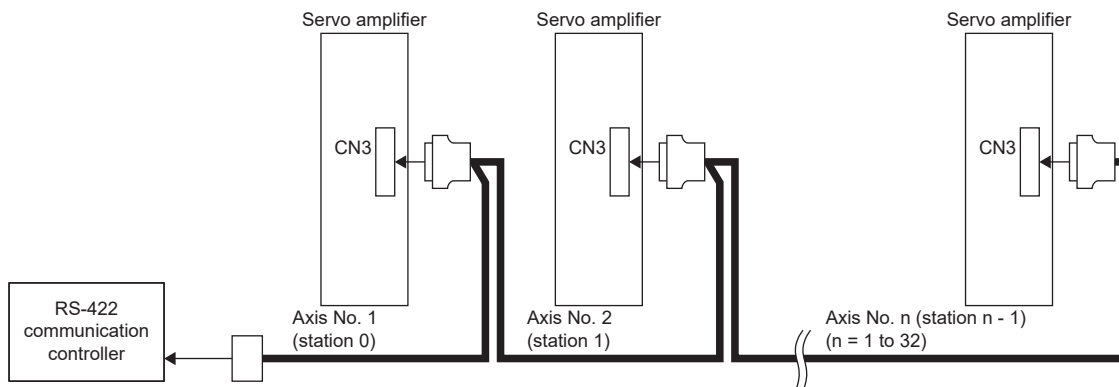 Servo amplifier
Servo amplifier
Servo amplifier
CN3
CN3
CN3
RS-422
communication
controller
Axis No. 1
(station 0)
Axis No. 2
(station 1)
Axis No. n (station n - 1)
(n = 1 to 32)